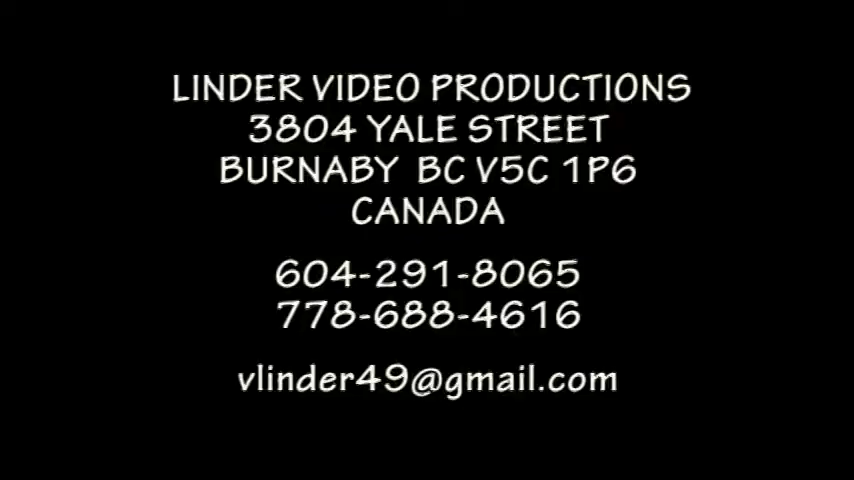 LINDER VIDEO PRODUCTIONS
3804 YALE STREET
BURNABY  BC V5C 1P6
CANADA
604-291-8065
778-688-4616
vlinder49@gmail.com